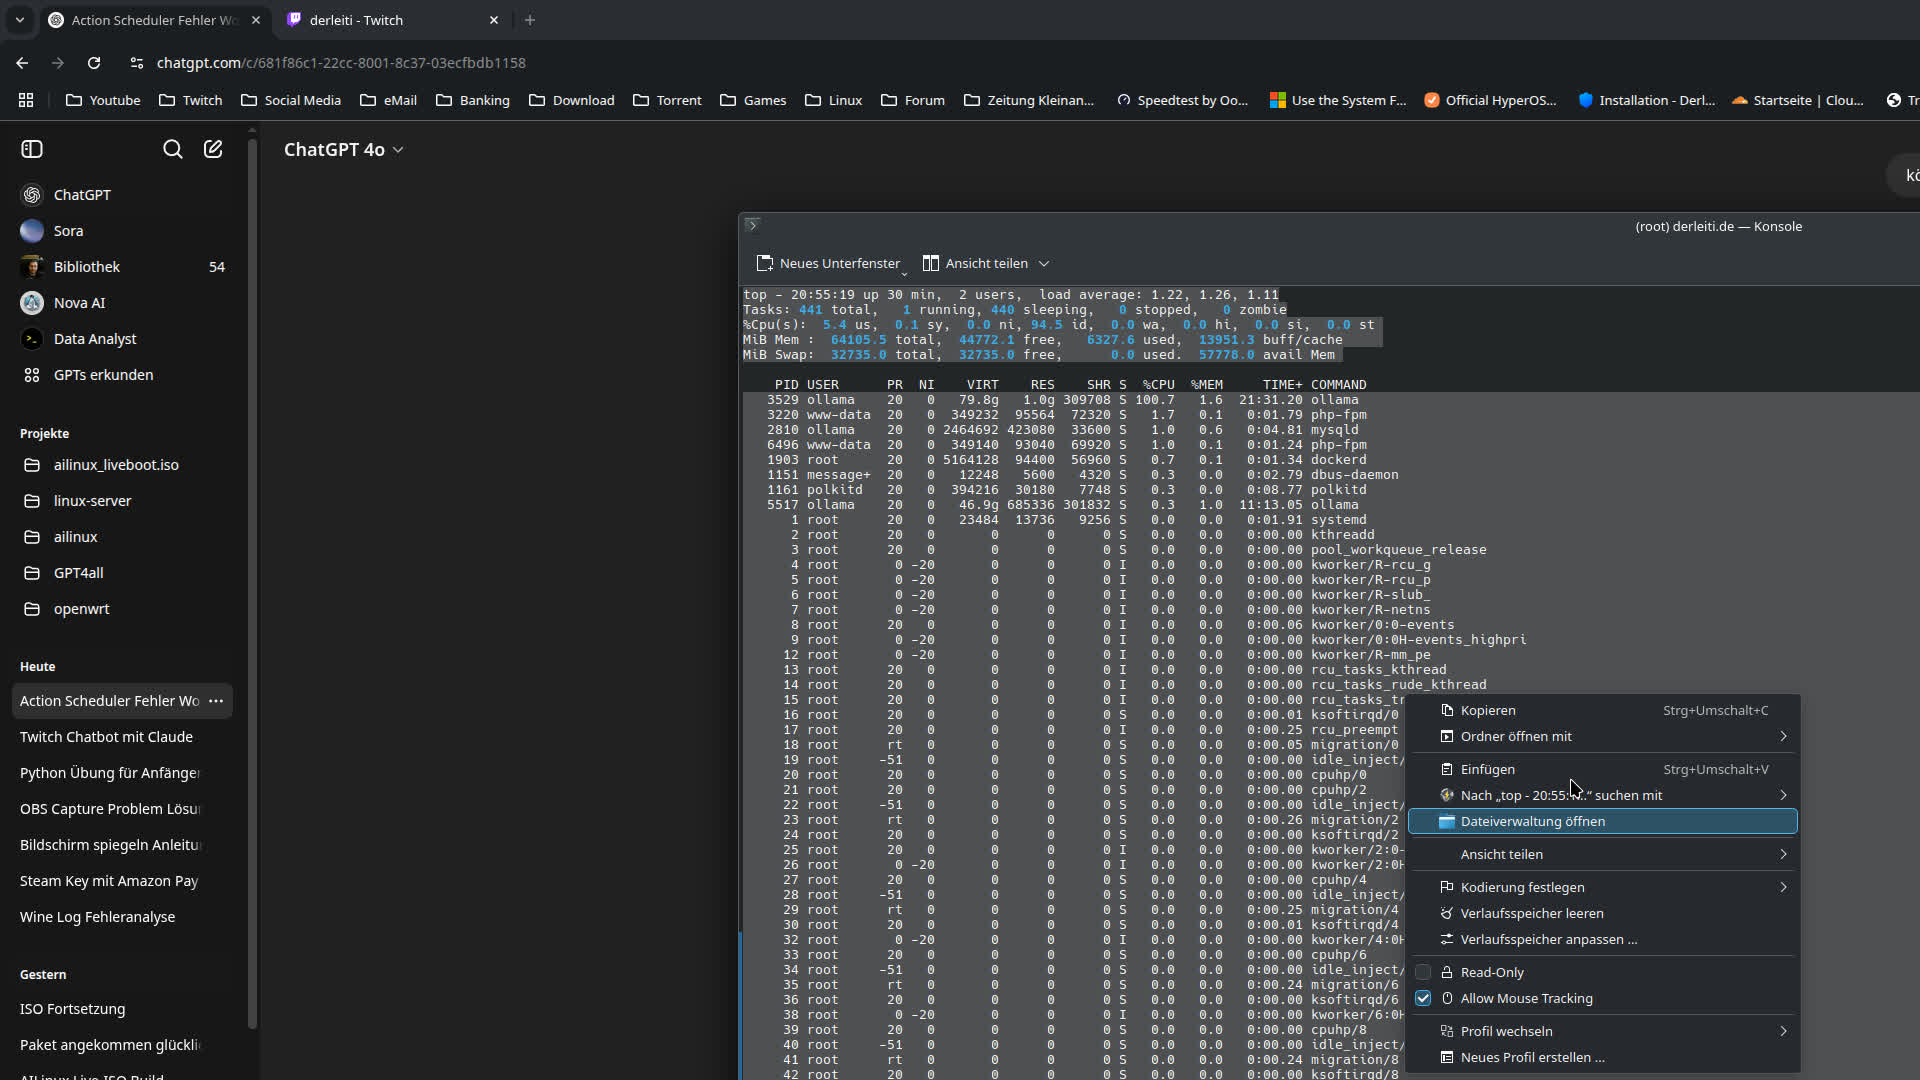 Action Scheduler Fehler Wo
derleiti - Twitch
chatgpt.com/c/681f86c1-22cc-8001-8c37-03ecfbdb1158
Youtube
Twitch
Social Media
eMail
Banking
Download
Torrent
Games
Linux
Forum
Zeitung Kleinan...
Speedtest by Oo...
Use the System F...
Official HyperOS...
Installation - Derl...
Startseite | Clou...
Tr
ChatGPT 4o
ChatGPT
Sora
Bibliothek 54
Nova AI
Data Analyst
GPTs erkunden
Projekte
ailinux_liveboot.iso
linux-server
ailinux
GPT4all
openwrt
Heute
Action Scheduler Fehler Wo
Twitch Chatbot mit Claude
Python Übung für Anfänger
OBS Capture Problem Lösu
Bildschirm spiegeln Anleitu
Steam Key mit Amazon Pay
Wine Log Fehleranalyse
Gestern
ISO Fortsetzung
Paket angekommen glückli
AILinux Live ISO Build
kö
(root) derleiti.de — Konsole
Neues Unterfenster
Ansicht teilen
top - 20:55:19 up 30 min,  2 users,  load average: 1.22, 1.26, 1.11
Tasks: 441 total,   1 running, 440 sleeping,   0 stopped,   0 zombie
%Cpu(s):  5.4 us,  0.1 sy,  0.0 ni, 94.5 id,  0.0 wa,  0.0 hi,  0.0 si,  0.0 st
MiB Mem :  64105.5 total,  44772.1 free,   6327.6 used,  13951.3 buff/cache
MiB Swap:  32735.0 total,  32735.0 free,      0.0 used.  57778.0 avail Mem
PID USER      PR  NI    VIRT    RES    SHR S  %CPU  %MEM     TIME+ COMMAND
3529 ollama    20   0   79.8g   1.0g 309708 S 100.7   1.6  21:31.20 ollama
3220 www-data  20   0  349232  95564  72320 S   1.7   0.1   0:01.79 php-fpm
2810 ollama    20   0 2464692 423080  33600 S   1.0   0.6   0:04.81 mysqld
6496 www-data  20   0  349140  93040  69920 S   1.0   0.1   0:01.24 php-fpm
1903 root      20   0 5164128  94400  56960 S   0.7   0.1   0:01.34 dockerd
1151 message+  20   0   12248   5600   4320 S   0.3   0.0   0:02.79 dbus-daemon
1161 polkitd   20   0  394216  30180   7748 S   0.3   0.0   0:08.77 polkitd
5517 ollama    20   0   46.9g 685336 301832 S   0.3   1.0  11:13.05 ollama
1 root      20   0   23484  13736   9256 S   0.0   0.0   0:01.91 systemd
2 root      20   0       0      0      0 S   0.0   0.0   0:00.00 kthreadd
3 root      20   0       0      0      0 S   0.0   0.0   0:00.00 pool_workqueue_release
4 root       0 -20       0      0      0 I   0.0   0.0   0:00.00 kworker/R-rcu_g
5 root       0 -20       0      0      0 I   0.0   0.0   0:00.00 kworker/R-rcu_p
6 root       0 -20       0      0      0 I   0.0   0.0   0:00.00 kworker/R-slub_
7 root       0 -20       0      0      0 I   0.0   0.0   0:00.00 kworker/R-netns
8 root      20   0       0      0      0 I   0.0   0.0   0:00.06 kworker/0:0-events
9 root       0 -20       0      0      0 I   0.0   0.0   0:00.00 kworker/0:0H-events_highpri
12 root       0 -20       0      0      0 I   0.0   0.0   0:00.00 kworker/R-mm_pe
13 root      20   0       0      0      0 I   0.0   0.0   0:00.00 rcu_tasks_kthread
14 root      20   0       0      0      0 I   0.0   0.0   0:00.00 rcu_tasks_rude_kthread
15 root      20   0       0      0      0 I   0.0   0.0   0:00.00 rcu_tasks_tr
16 root      20   0       0      0      0 S   0.0   0.0   0:00.01 ksoftirqd/0
17 root      20   0       0      0      0 I   0.0   0.0   0:00.25 rcu_preempt
18 root      rt   0       0      0      0 S   0.0   0.0   0:00.05 migration/0
19 root     -51   0       0      0      0 S   0.0   0.0   0:00.00 idle_inject/
20 root      20   0       0      0      0 S   0.0   0.0   0:00.00 cpuhp/0
21 root      20   0       0      0      0 S   0.0   0.0   0:00.00 cpuhp/2
22 root     -51   0       0      0      0 S   0.0   0.0   0:00.00 idle_inject/
23 root      rt   0       0      0      0 S   0.0   0.0   0:00.26 migration/2
24 root      20   0       0      0      0 S   0.0   0.0   0:00.00 ksoftirqd/2
25 root      20   0       0      0      0 I   0.0   0.0   0:00.00 kworker/2:0-
26 root       0 -20       0      0      0 I   0.0   0.0   0:00.00 kworker/2:0H
27 root      20   0       0      0      0 S   0.0   0.0   0:00.00 cpuhp/4
28 root     -51   0       0      0      0 S   0.0   0.0   0:00.00 idle_inject/
29 root      rt   0       0      0      0 S   0.0   0.0   0:00.25 migration/4
30 root      20   0       0      0      0 S   0.0   0.0   0:00.01 ksoftirqd/4
32 root       0 -20       0      0      0 I   0.0   0.0   0:00.00 kworker/4:0H
33 root      20   0       0      0      0 S   0.0   0.0   0:00.00 cpuhp/6
34 root     -51   0       0      0      0 S   0.0   0.0   0:00.00 idle_inject/
35 root      rt   0       0      0      0 S   0.0   0.0   0:00.24 migration/6
36 root      20   0       0      0      0 S   0.0   0.0   0:00.00 ksoftirqd/6
38 root       0 -20       0      0      0 I   0.0   0.0   0:00.00 kworker/6:0H
39 root      20   0       0      0      0 S   0.0   0.0   0:00.00 cpuhp/8
40 root     -51   0       0      0      0 S   0.0   0.0   0:00.00 idle_inject/
41 root      rt   0       0      0      0 S   0.0   0.0   0:00.24 migration/8
42 root      20   0       0      0      0 S   0.0   0.0   0:00.00 ksoftirqd/8
Kopieren Strg+Umschalt+C
Ordner öffnen mit
Einfügen Strg+Umschalt+V
Nach „top - 20:55:1...“ suchen mit
Dateiverwaltung öffnen
Ansicht teilen
Kodierung festlegen
Verlaufsspeicher leeren
Verlaufsspeicher anpassen ...
Read-Only
Allow Mouse Tracking
Profil wechseln
Neues Profil erstellen ...